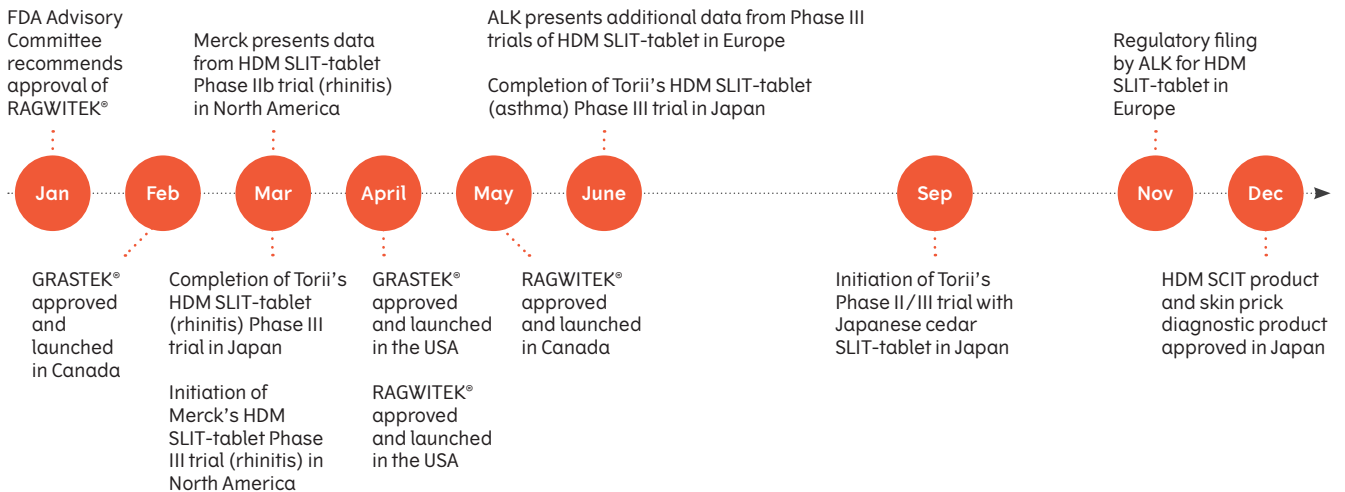 FDA Advisory
Committee
recommends
approval of
RAGWITEK®
Merck presents data
from HDM SLIT-tablet
Phase IIb trial (rhinitis)
in North America
ALK presents additional data from Phase III
trials of HDM SLIT-tablet in Europe
Completion of Torii's HDM SLIT-tablet
(asthma) Phase III trial in Japan
Regulatory filing
by ALK for HDM
SLIT-tablet in
Europe
Jan
Feb
Mar
April
May
June
Sep
Nov
Dec
GRASTEK®
approved
and
launched
in Canada
Completion of Torii's
HDM SLIT-tablet
(rhinitis) Phase III
trial in Japan
Initiation of
Merck's HDM
SLIT-tablet Phase
III trial (rhinitis) in
North America
GRASTEK®
approved
and launched
in the USA
RAGWITEK®
approved
and launched
in the USA
RAGWITEK®
approved
and launched
in Canada
Initiation of Torii's
Phase II/III trial with
Japanese cedar
SLIT-tablet in Japan
HDM SCIT product
and skin prick
diagnostic product
approved in Japan